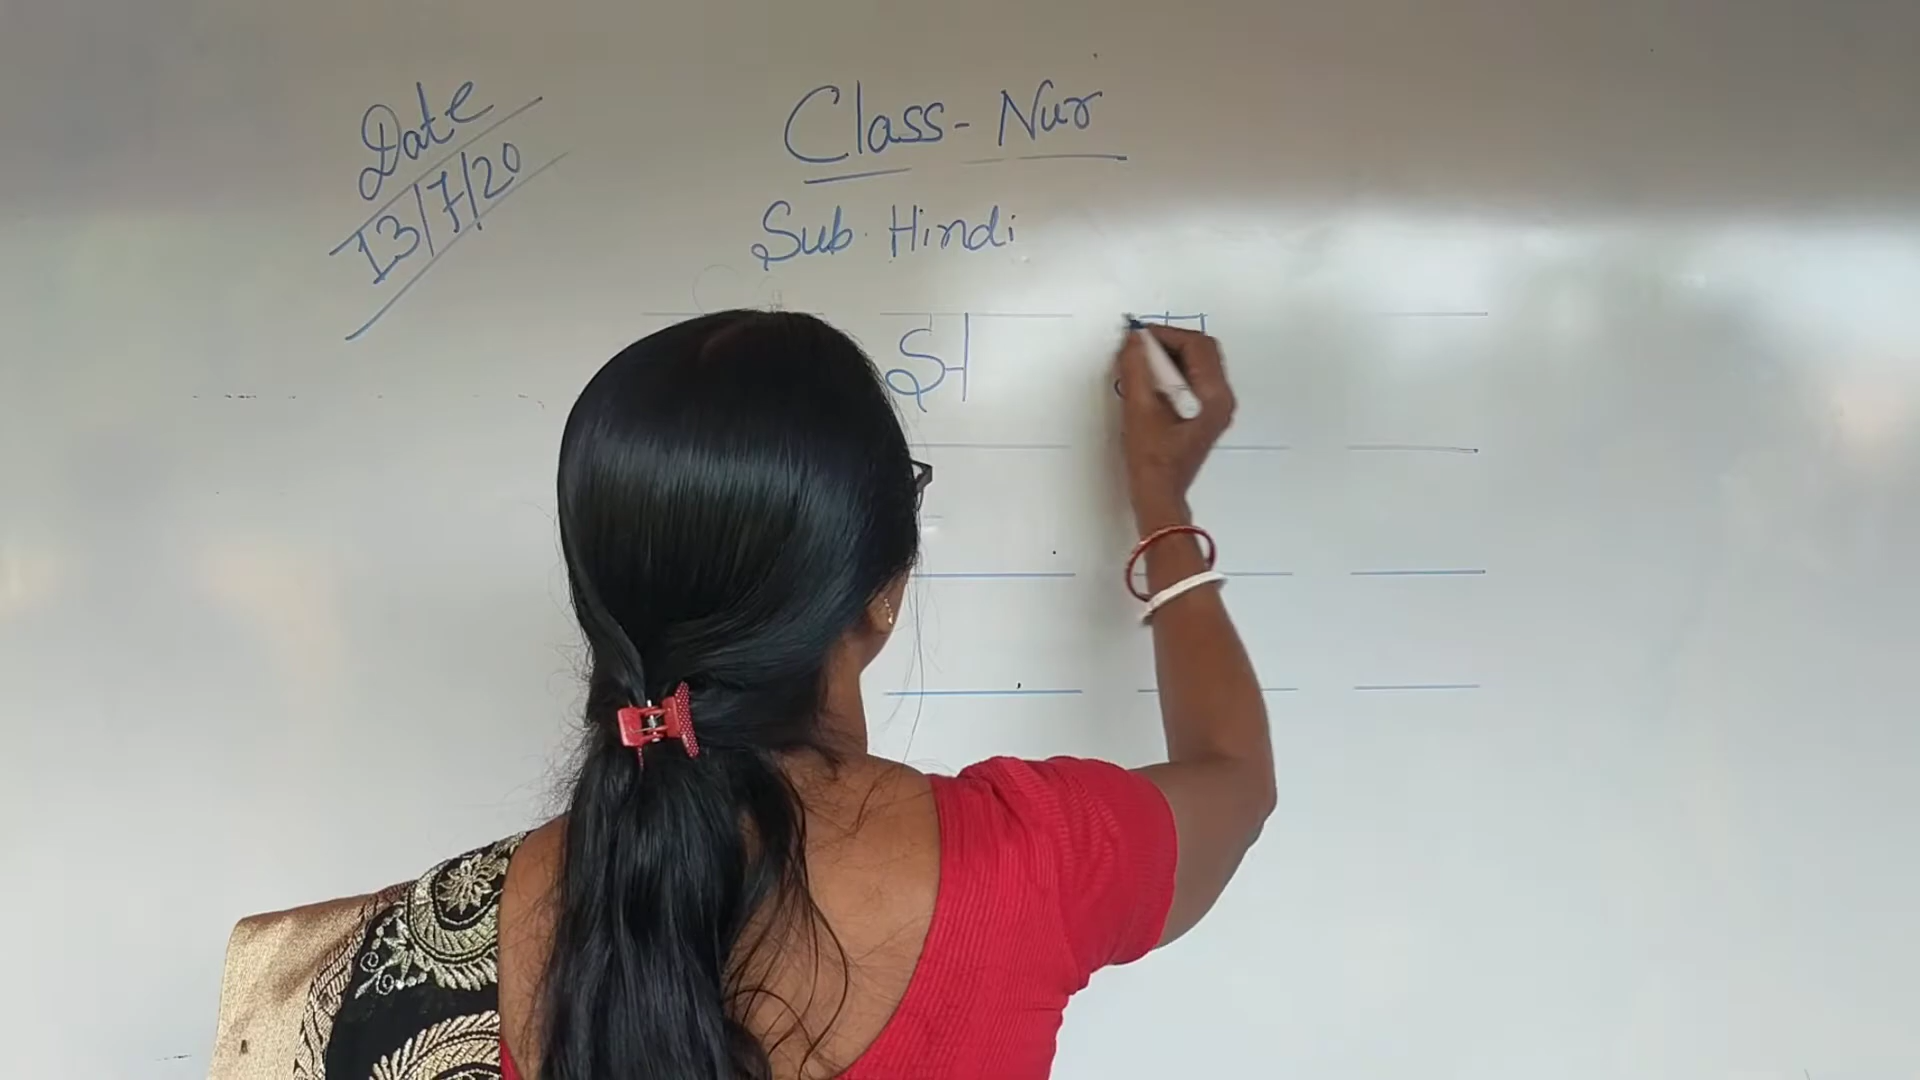 Date
13/7/20
Class- Nur
Sub. Hindi
अ